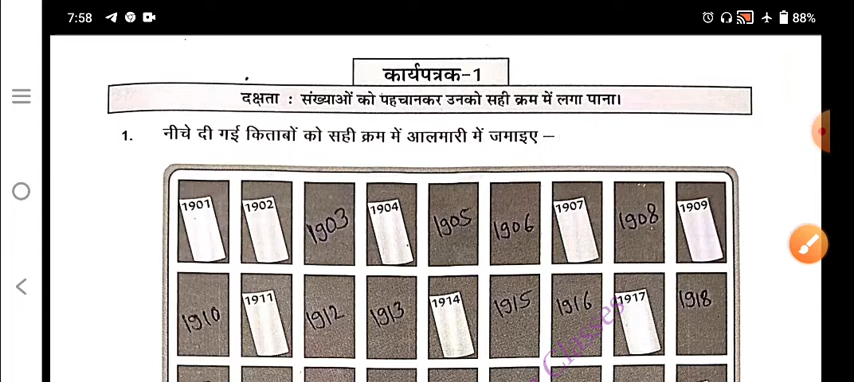 7:58
88%
कार्यपत्रक-1
दक्षता : संख्याओं को पहचानकर उनको सही क्रम में लगा पाना।
1. नीचे दी गई किताबों को सही क्रम में आलमारी में जमाइए –
1901 1902 1903 1904 1905 1906 1907 1908 1909
1910 1911 1912 1913 1914 1915 1916 1917 1918
Classes